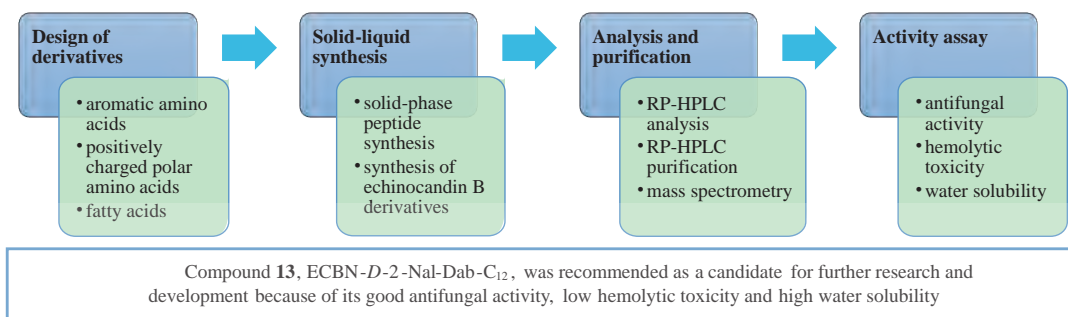 Design of
derivatives
• aromatic amino
acids
• positively
charged polar
amino acids
• fatty acids
Solid-liquid
synthesis
• solid-phase
peptide
synthesis
• synthesis of
echinocandin B
derivatives
Analysis and
purification
• RP-HPLC
analysis
• RP-HPLC
purification
• mass spectrometry
Activity assay
• antifungal
activity
• hemolytic
toxicity
• water solubility
Compound 13, ECBN-D-2-Nal-Dab-C₁₂, was recommended as a candidate for further research and
development because of its good antifungal activity, low hemolytic toxicity and high water solubility